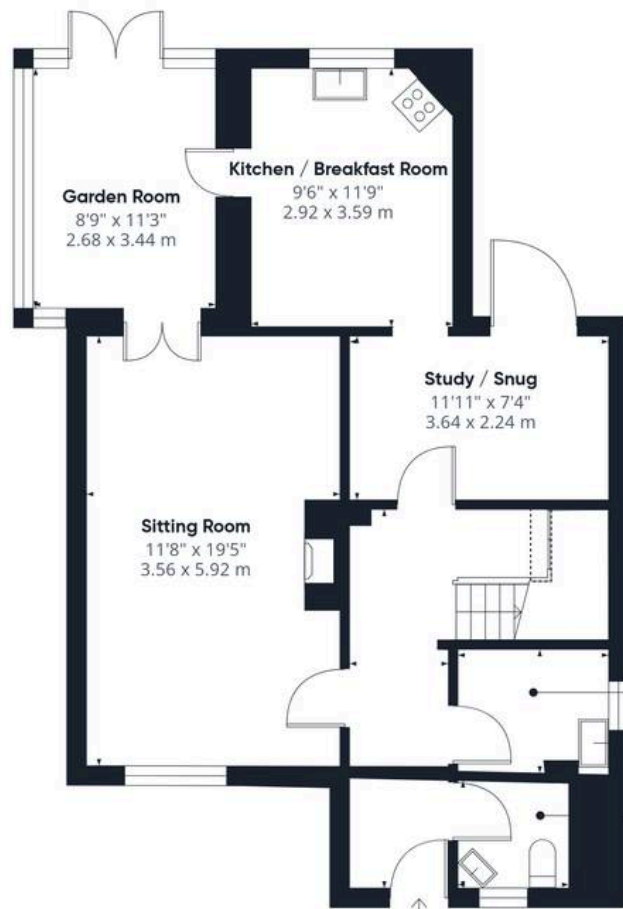 Kitchen / Breakfast Room
9'6" x 11'9"
2.92 x 3.59 m
Garden Room
8'9" x 11'3"
2.68 x 3.44 m
Study / Snug
11'11" x 7'4"
3.64 x 2.24 m
Sitting Room
11'8" x 19'5"
3.56 x 5.92 m